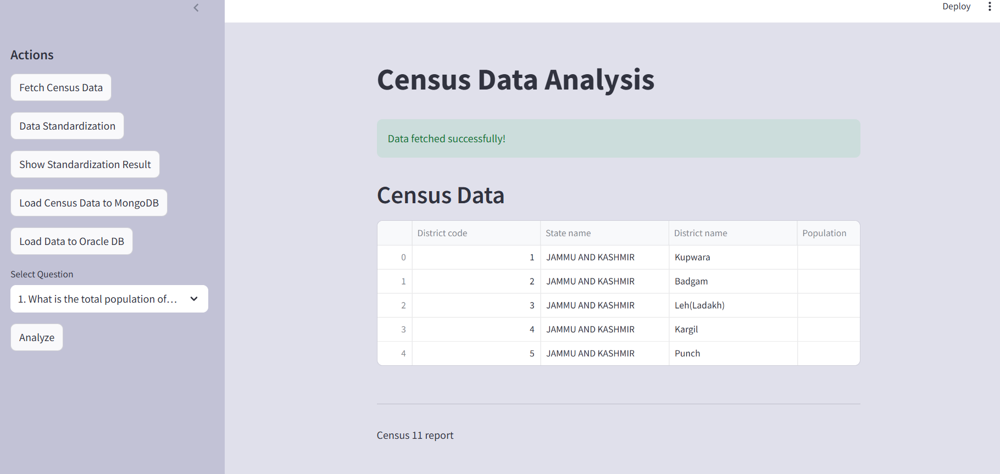 Deploy
Actions
Fetch Census Data
Data Standardization
Show Standardization Result
Load Census Data to MongoDB
Load Data to Oracle DB
Select Question
1. What is the total population of…
Analyze
Census Data Analysis
Data fetched successfully!
Census Data
District code State name District name Population
0 1 JAMMU AND KASHMIR Kupwara
1 2 JAMMU AND KASHMIR Badgam
2 3 JAMMU AND KASHMIR Leh(Ladakh)
3 4 JAMMU AND KASHMIR Kargil
4 5 JAMMU AND KASHMIR Punch
Census 11 report